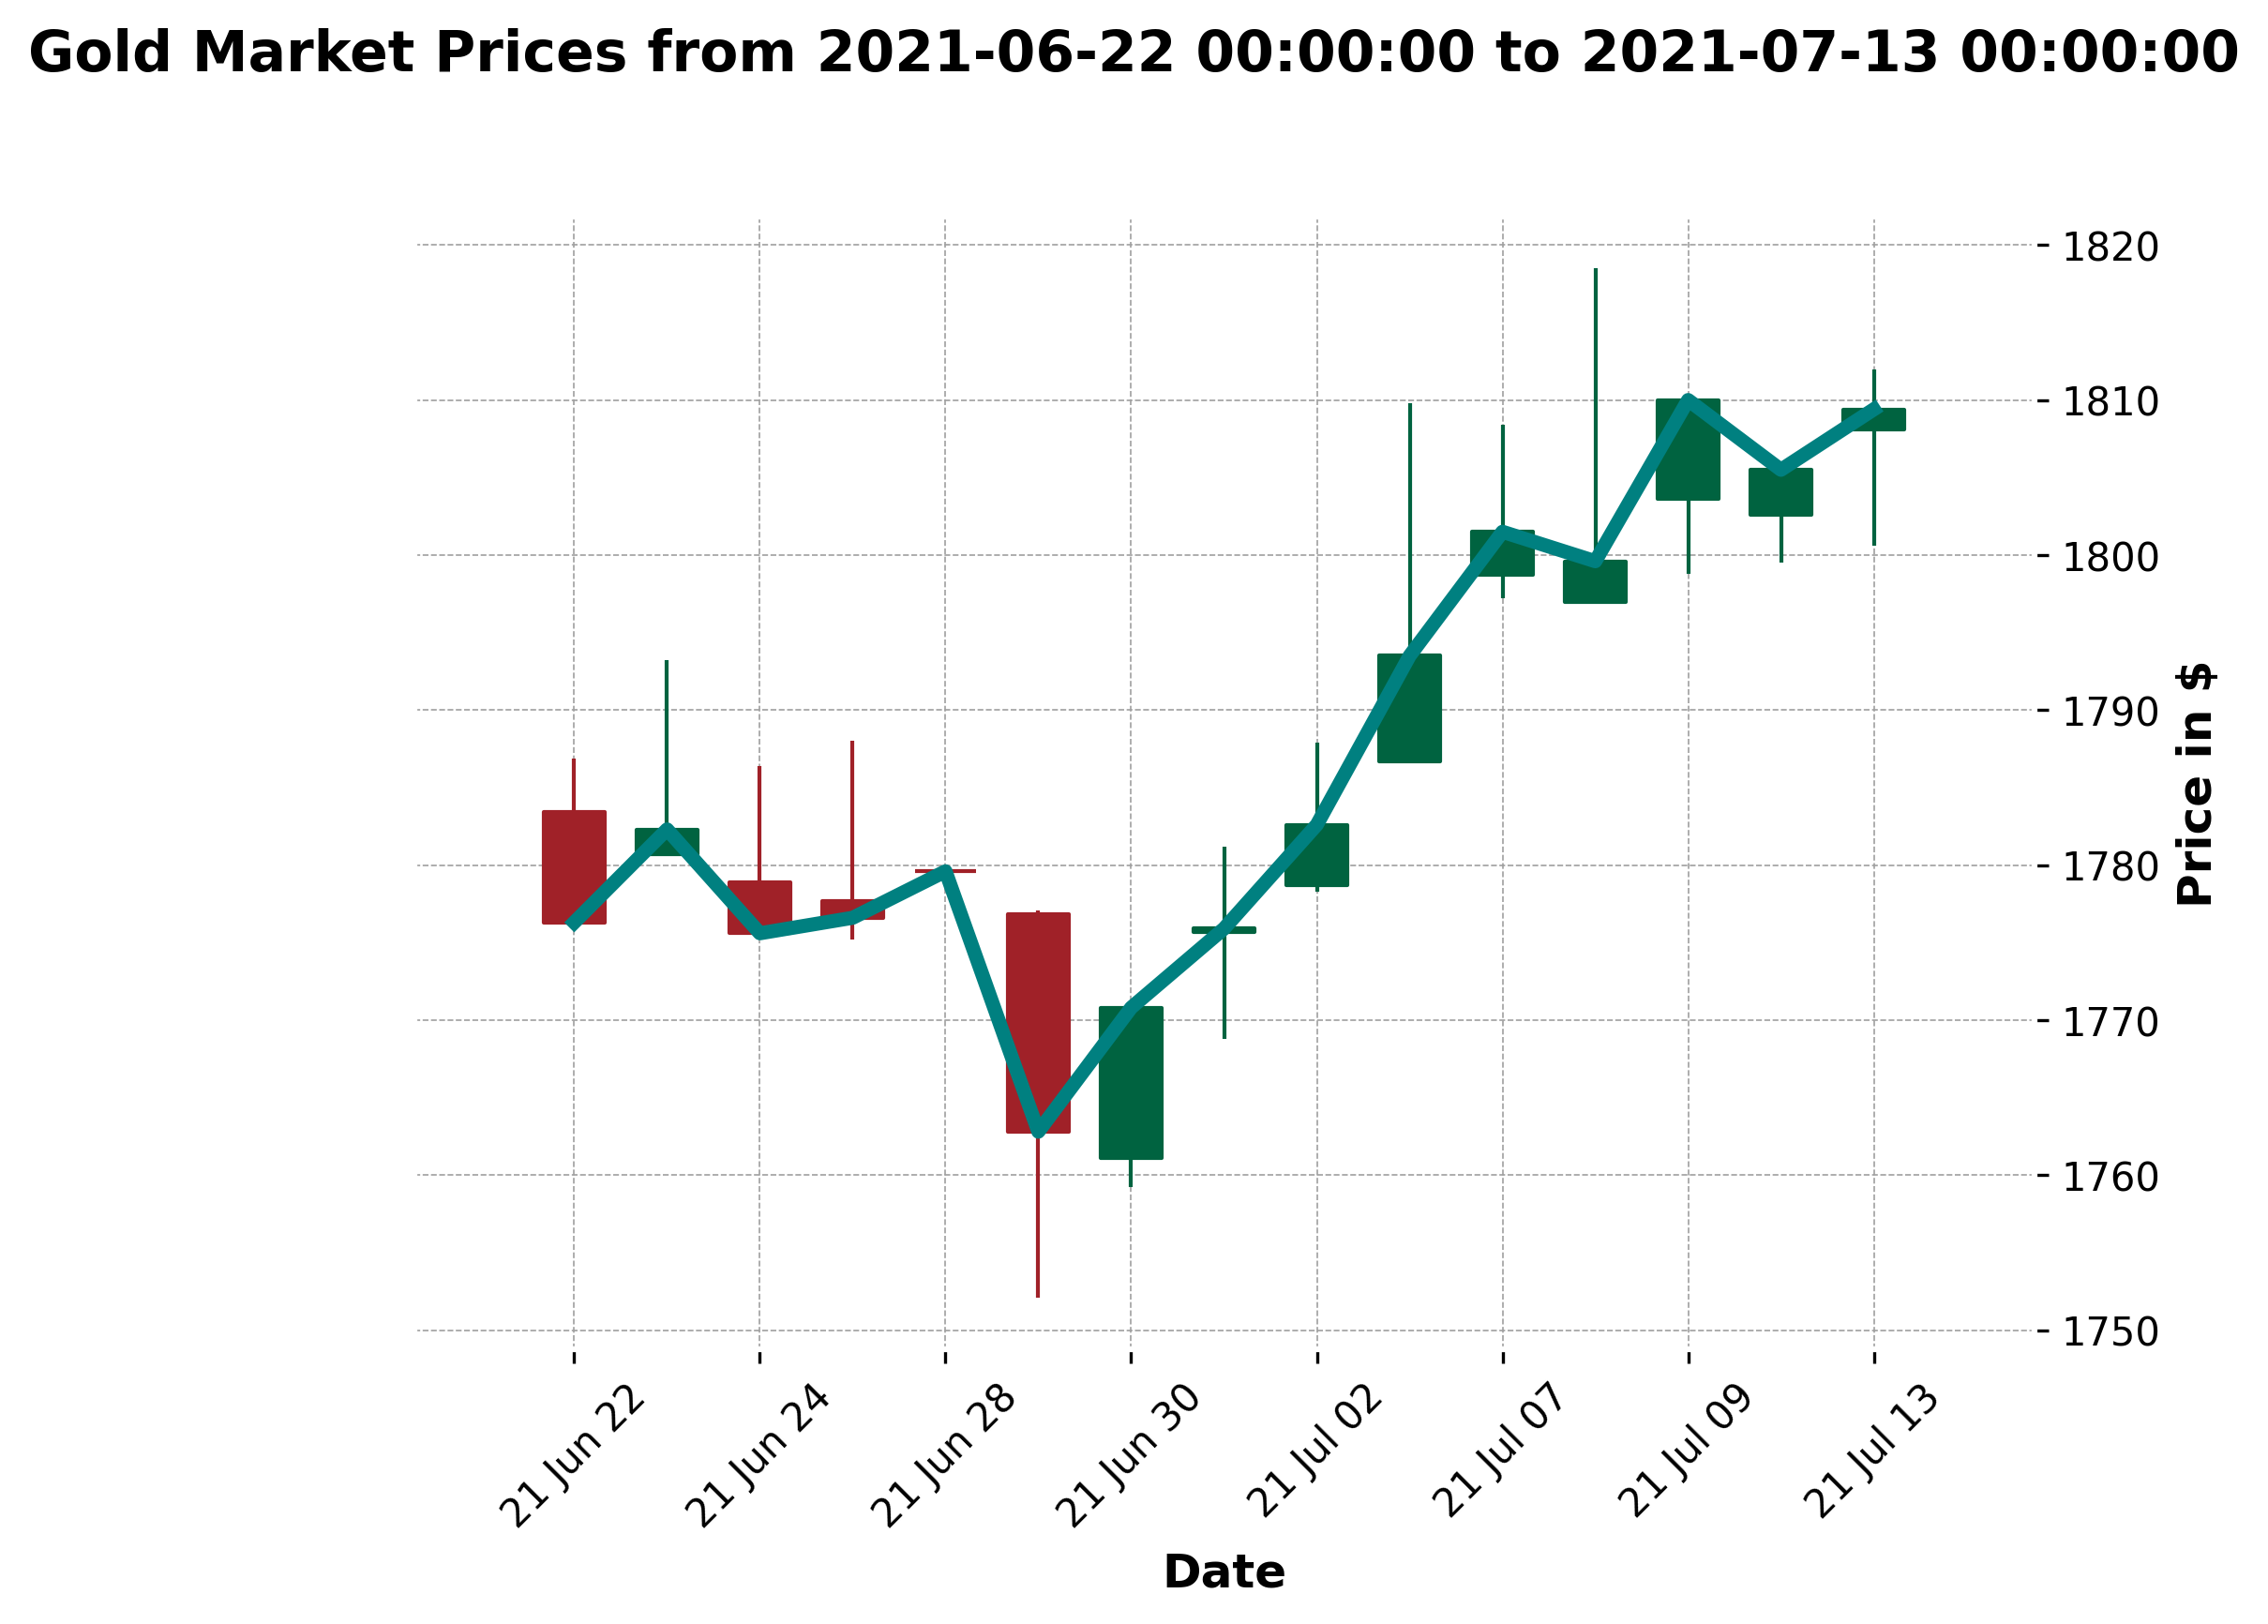 Gold Market Prices from 2021-06-22 00:00:00 to 2021-07-13 00:00:00
1820
1810
1800
1790
1780
1770
1760
1750
Price in $
21 Jun 22
21 Jun 24
21 Jun 28
21 Jun 30
21 Jul 02
21 Jul 07
21 Jul 09
21 Jul 13
Date